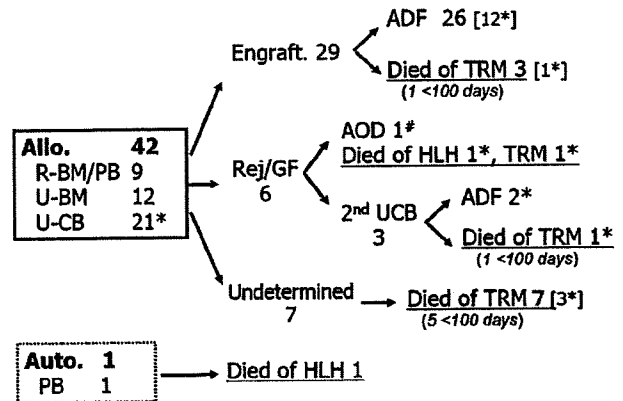 ADF 26 [12*]
Engraft. 29
Died of TRM 3 [1*]
(1 <100 days)
Allo. 42
R-BM/PB 9
U-BM 12
U-CB 21*
Rej/GF
6
AOD 1#
Died of HLH 1*, TRM 1*
2nd UCB
3
ADF 2*
Died of TRM 1*
(1 <100 days)
Undetermined
7
Died of TRM 7 [3*]
(5 <100 days)
Auto. 1
PB 1
Died of HLH 1